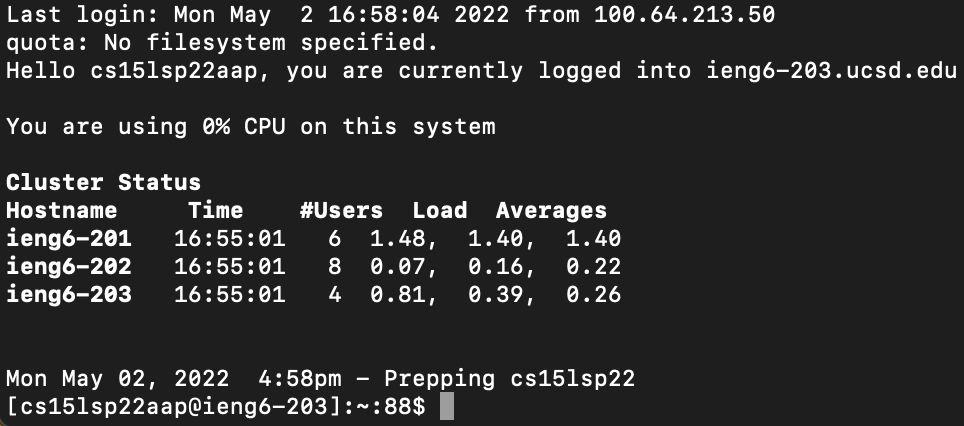 Last login: Mon May  2 16:58:04 2022 from 100.64.213.50
quota: No filesystem specified.
Hello cs15lsp22aap, you are currently logged into ieng6-203.ucsd.edu
You are using 0% CPU on this system
Cluster Status
Hostname     Time    #Users  Load  Averages
ieng6-201   16:55:01   6  1.48,  1.40,  1.40
ieng6-202   16:55:01   8  0.07,  0.16,  0.22
ieng6-203   16:55:01   4  0.81,  0.39,  0.26
Mon May 02, 2022  4:58pm - Prepping cs15lsp22
[cs15lsp22aap@ieng6-203]:~:88$